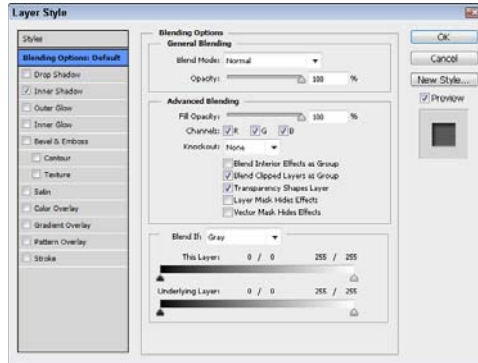 Layer Style
Styles
Blending Options: Default
Drop Shadow
Inner Shadow
Outer Glow
Inner Glow
Bevel & Emboss
Contour
Texture
Satin
Color Overlay
Gradient Overlay
Pattern Overlay
Stroke
Blending Options
General Blending
Blend Mode: Normal
Opacity: 100 %
Advanced Blending
Fill Opacity: 100 %
Channels: R G B
Knockout: None
Blend Interior Effects as Group
Blend Clipped Layers as Group
Transparency Shapes Layer
Layer Mask Hides Effects
Vector Mask Hides Effects
Blend If: Gray
This Layer: 0 / 0 255 / 255
Underlying Layer: 0 / 0 255 / 255
OK
Cancel
New Style...
Preview